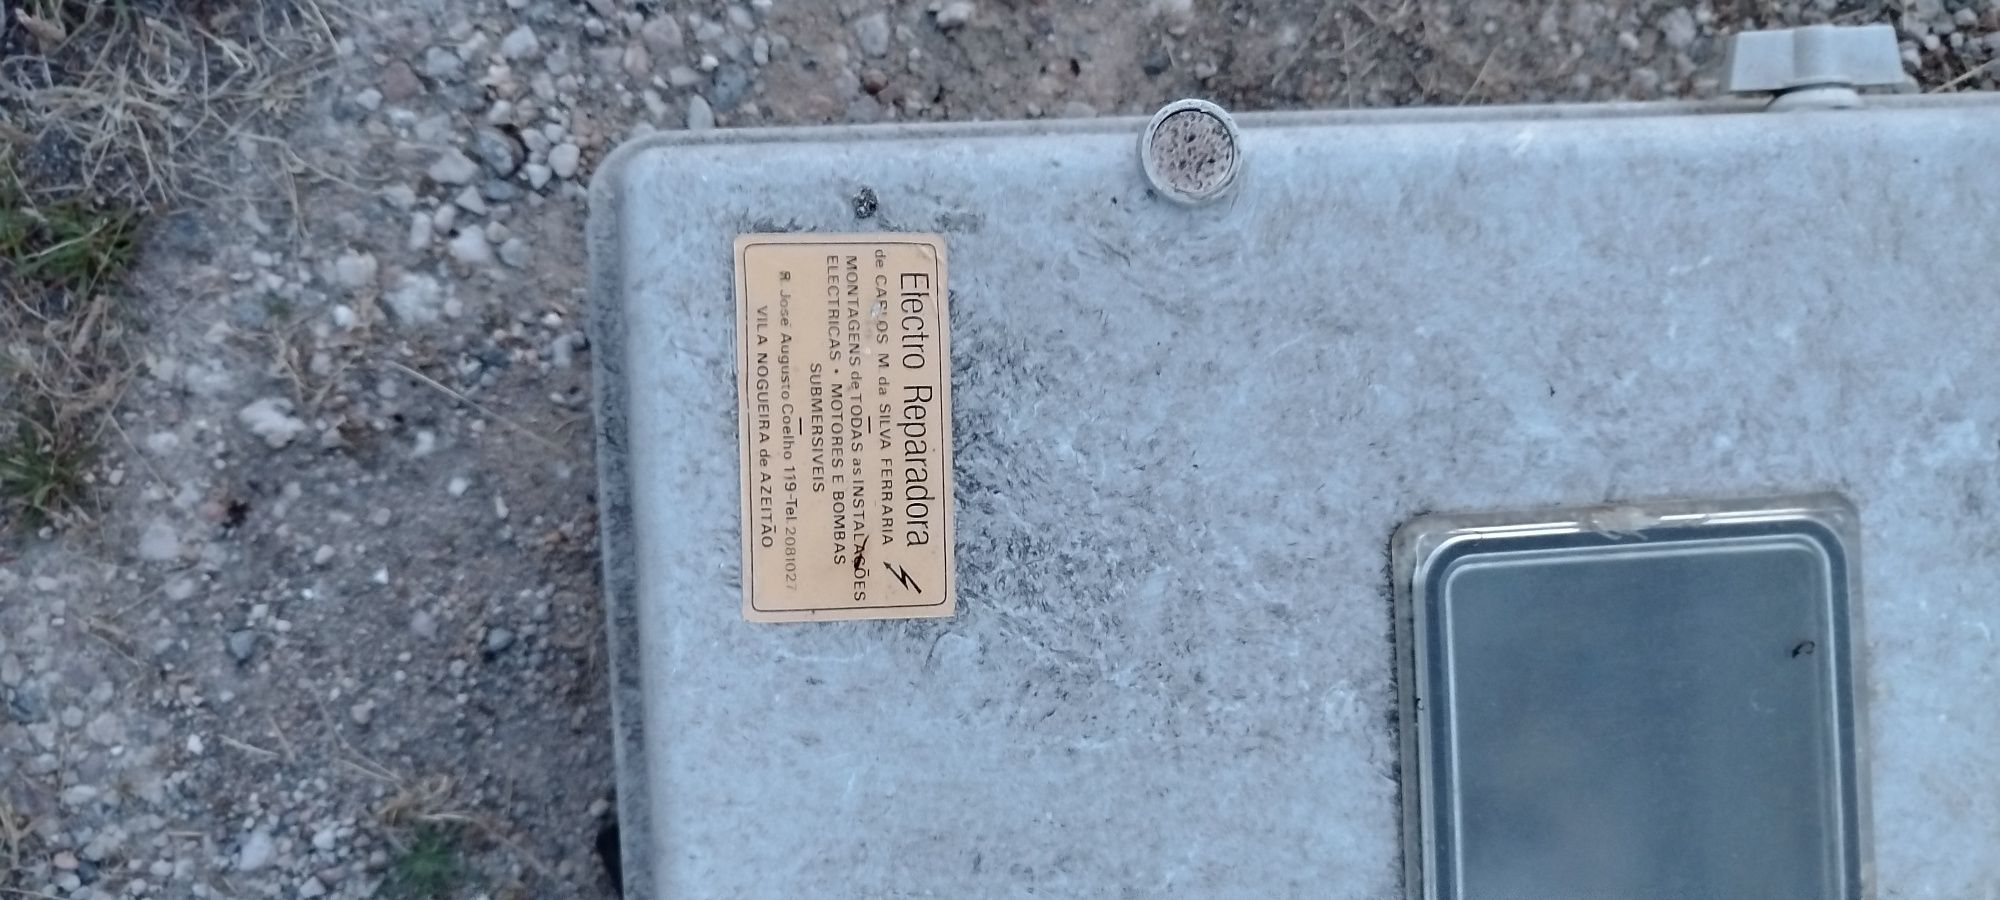 Electro Reparadora
de CARLOS M. da SILVA FERRARIA
MONTAGENS de TODAS as INSTALAÇÕES
ELECTRICAS • MOTORES E BOMBAS
SUBMERSIVEIS
R. José Augusto Coelho 119-Tel. 2081027
VILA NOGUEIRA de AZEITÃO